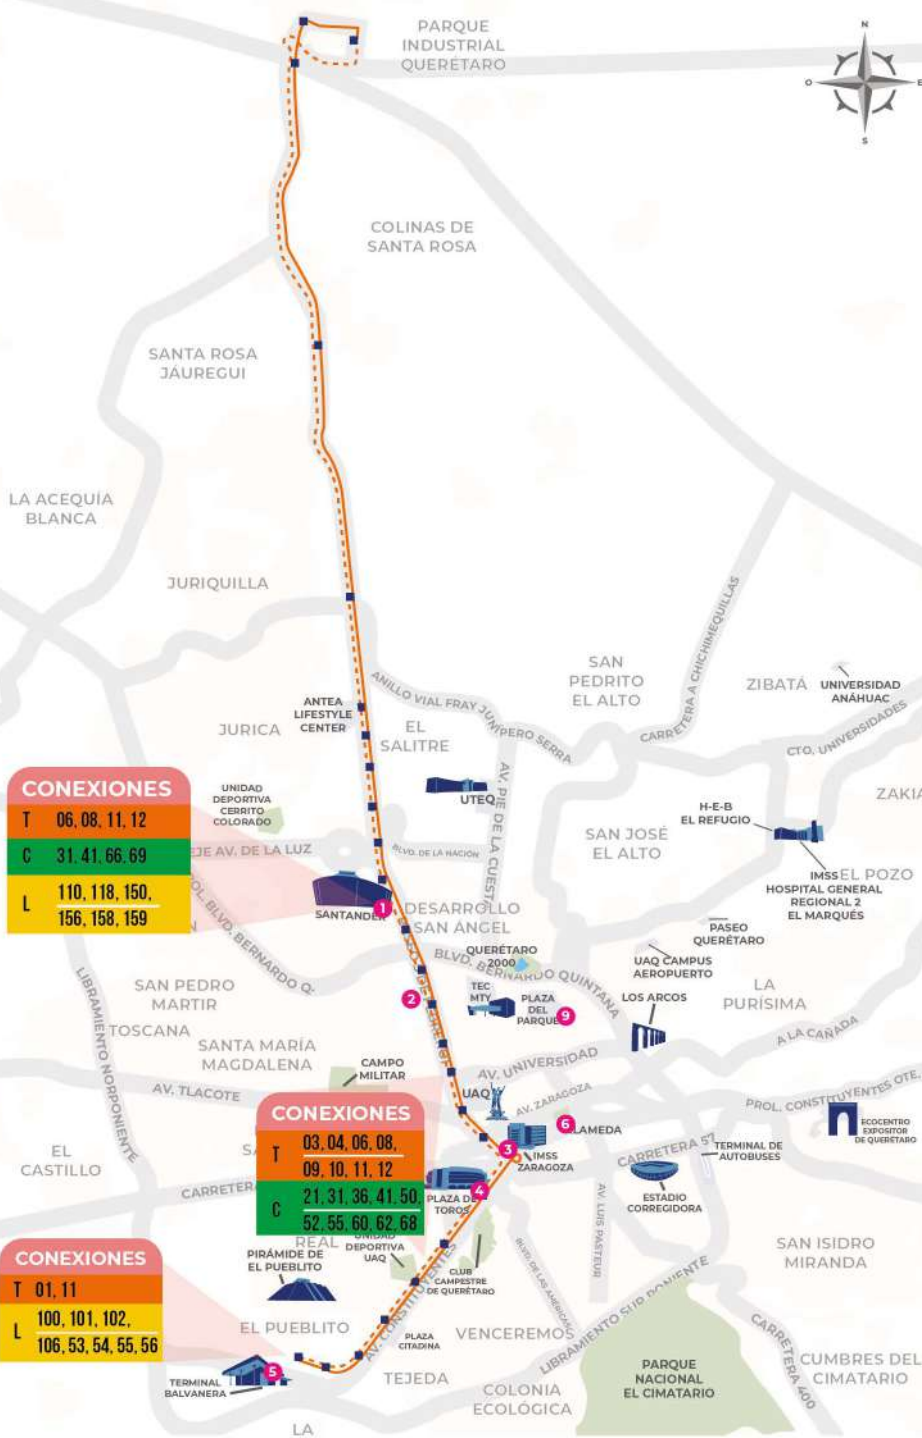 PARQUE
INDUSTRIAL
QUERÉTARO
N
O
E
S
COLINAS DE
SANTA ROSA
SANTA ROSA
JÁUREGUI
LA ACEQUÍA
BLANCA
JURIQUILLA
SAN
PEDRITO
EL ALTO
CARRETERA A CHICHIMEQUILLAS
ZIBATÁ
UNIVERSIDAD
ANÁHUAC
ANILLO VIAL FRAY JUNÍPERO SERRA
ANTEA
LIFESTYLE
CENTER
JURICA
EL
SALITRE
CTO. UNIVERSIDADES
AV. PIE DE LA CUESTA
CONEXIONES
T 06, 08, 11, 12
C 31, 41, 66, 69
L 110, 118, 150,
156, 158, 159
UNIDAD
DEPORTIVA
CERRITO
COLORADO
UTEQ
ZAKIA
H-E-B
EL REFUGIO
SAN JOSÉ
EL ALTO
EJE AV. DE LA LUZ
BLVD. DE LA NACIÓN
IMSS
HOSPITAL GENERAL
REGIONAL 2
EL MARQUÉS
EL POZO
SANTANDER
1
DESARROLLO
SAN ÁNGEL
BLVD. BERNARDO Q.
PASEO
QUERÉTARO
QUERÉTARO
2000
BLVD. BERNARDO QUINTANA
UAQ CAMPUS
AEROPUERTO
LIBRAMIENTO NORPONIENTE
SAN PEDRO
MARTIR
2
TEC
MTY
PLAZA
DEL
PARQUE
9
LOS ARCOS
LA
PURÍSIMA
TOSCANA
SANTA MARÍA
MAGDALENA
A LA CAÑADA
CAMPO
MILITAR
AV. UNIVERSIDAD
AV. TLACOTE
UAQ
AV. ZARAGOZA
PROL. CONSTITUYENTES OTE.
CONEXIONES
T 03, 04, 06, 08,
09, 10, 11, 12
C 21, 31, 36, 41, 50,
52, 55, 60, 62, 68
6
ALAMEDA
ECOCENTRO
EXPOSITOR
DE QUERÉTARO
EL
CASTILLO
3
IMSS
ZARAGOZA
CARRETERA 57
TERMINAL DE
AUTOBUSES
CARRETERA
PLAZA DE
TOROS
4
ESTADIO
CORREGIDORA
AV. LUIS PASTEUR
REAL
UNIDAD
DEPORTIVA
UAQ
CLUB
CAMPESTRE
DE QUERÉTARO
BLVD. DE LAS AMÉRICAS
SAN ISIDRO
MIRANDA
CONEXIONES
T 01, 11
L 100, 101, 102,
106, 53, 54, 55, 56
PIRÁMIDE DE
EL PUEBLITO
EL PUEBLITO
AV. CONSTITUYENTES
PLAZA
CITADINA
VENCEREMOS
LIBRAMIENTO SUR PONIENTE
CARRETERA 400
TERMINAL
BALVANERA
5
TEJEDA
COLONIA
ECOLÓGICA
PARQUE
NACIONAL
EL CIMATARIO
CUMBRES DEL
CIMATARIO
LA